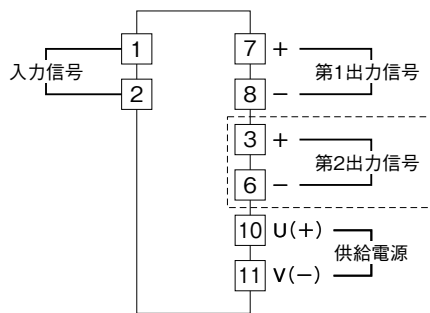 入力信号
1
2
7 +
8 −
第1出力信号
3 +
6 −
第2出力信号
10 U(+)
11 V(−)
供給電源